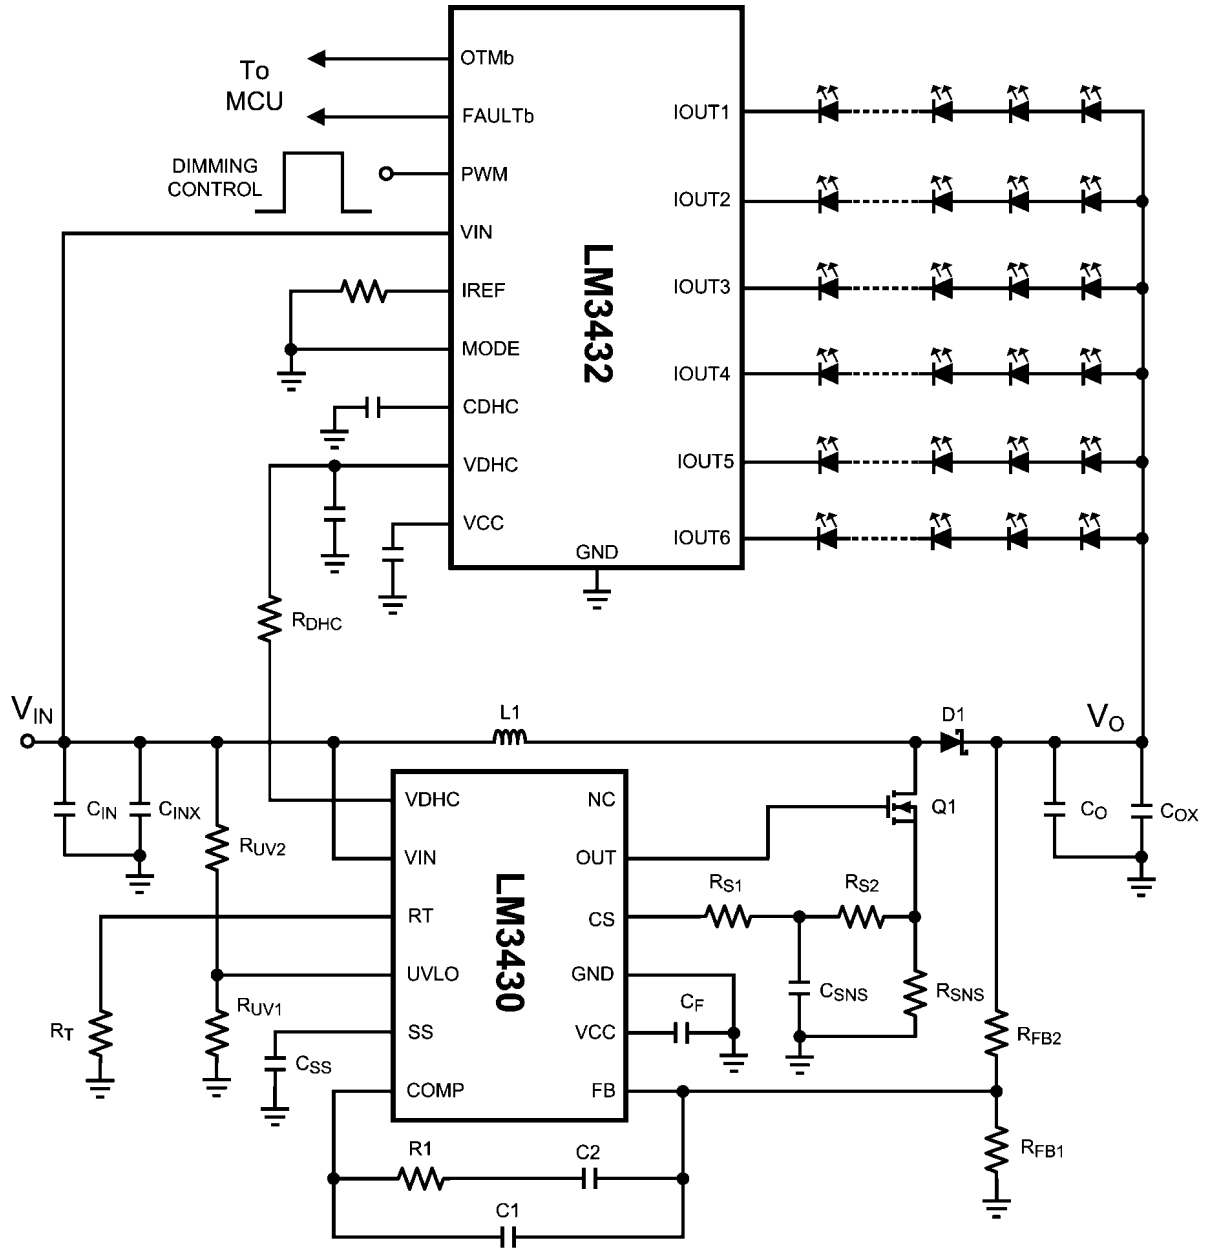 To
MCU
OTMb
FAULTb
DIMMING
CONTROL
PWM
VIN
IREF
MODE
CDHC
VDHC
VCC
GND
LM3432
IOUT1
IOUT2
IOUT3
IOUT4
IOUT5
IOUT6
RDHC
VIN
L1
D1
VO
CIN
CINX
RUV2
VDHC
VIN
RT
UVLO
SS
COMP
LM3430
NC
OUT
CS
GND
VCC
FB
Q1
CO
COX
RS1
RS2
CSNS
RSNS
CF
RT
RUV1
CSS
RFB2
RFB1
R1
C2
C1